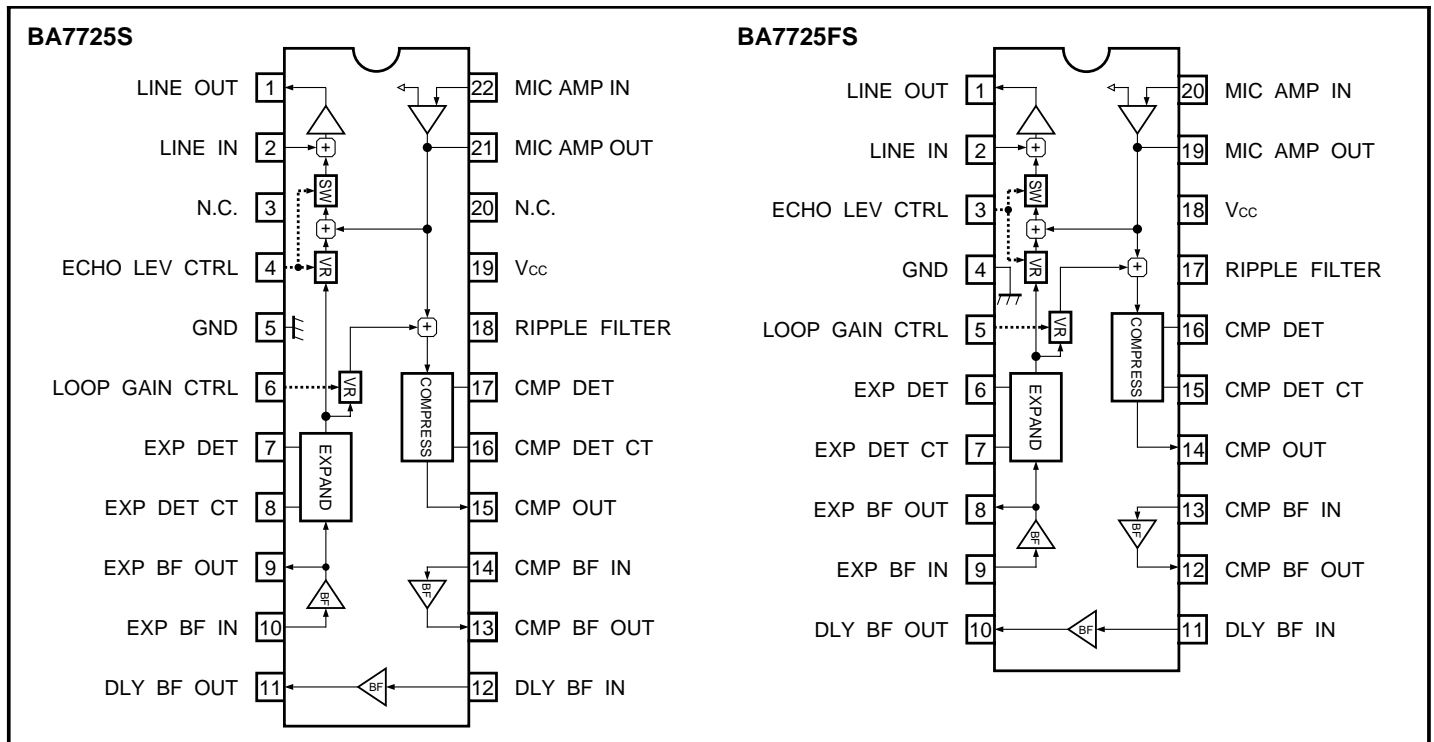 BA7725S
LINE OUT 1
22 MIC AMP IN
LINE IN 2
21 MIC AMP OUT
N.C. 3
20 N.C.
ECHO LEV CTRL 4
19 Vcc
GND 5
18 RIPPLE FILTER
LOOP GAIN CTRL 6
17 CMP DET
EXP DET 7
16 CMP DET CT
EXP DET CT 8
15 CMP OUT
EXP BF OUT 9
14 CMP BF IN
EXP BF IN 10
13 CMP BF OUT
DLY BF OUT 11
12 DLY BF IN
+
SW
+
VR
+
VR
COMPRESS
EXPAND
BF
BF
BF
BA7725FS
LINE OUT 1
20 MIC AMP IN
LINE IN 2
19 MIC AMP OUT
ECHO LEV CTRL 3
18 Vcc
GND 4
17 RIPPLE FILTER
LOOP GAIN CTRL 5
16 CMP DET
EXP DET 6
15 CMP DET CT
EXP DET CT 7
14 CMP OUT
EXP BF OUT 8
13 CMP BF IN
EXP BF IN 9
12 CMP BF OUT
DLY BF OUT 10
11 DLY BF IN
+
SW
+
VR
+
VR
COMPRESS
EXPAND
BF
BF
BF